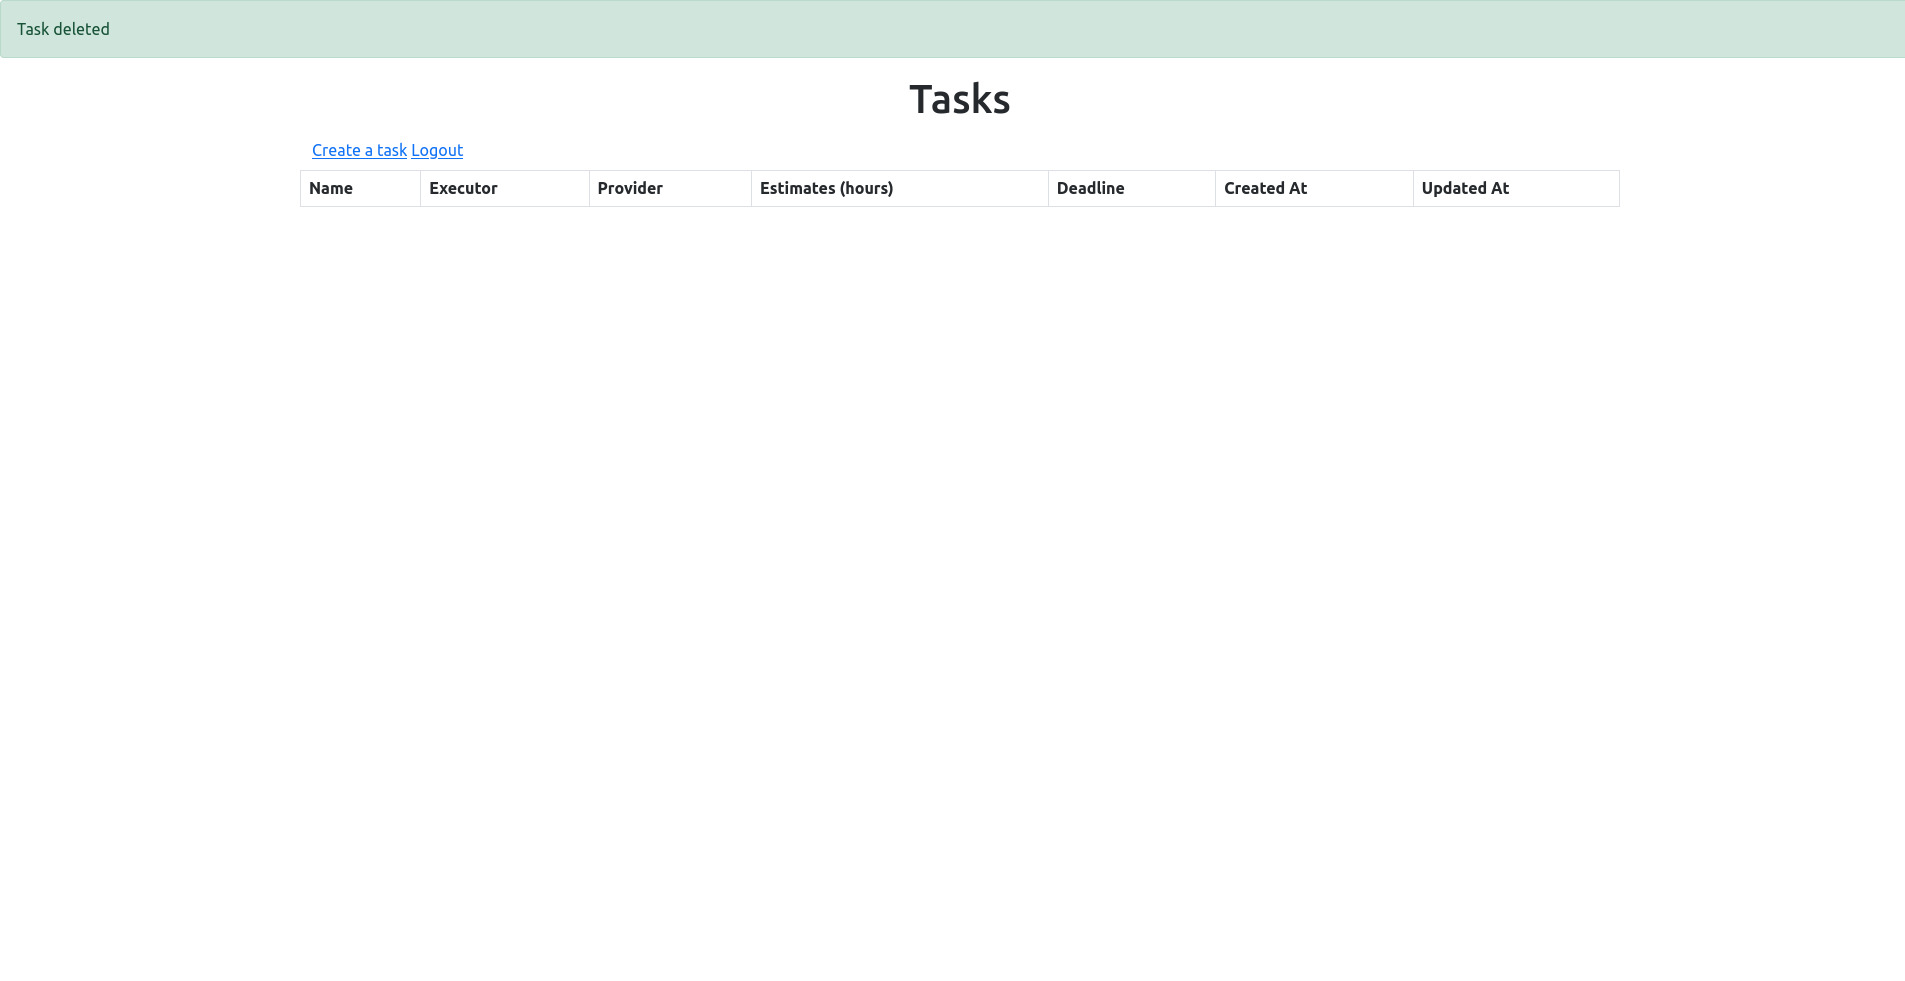 Task deleted
Tasks
Create a task Logout
Name Executor Provider Estimates (hours) Deadline Created At Updated At